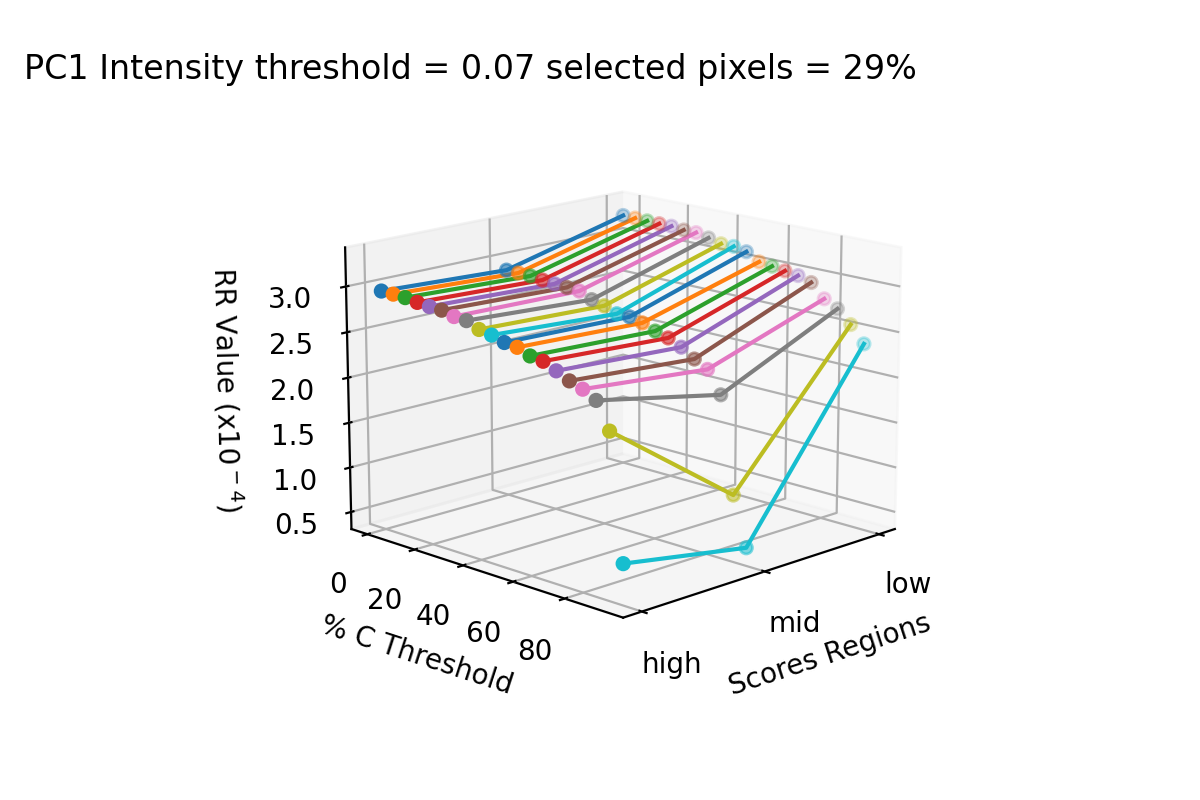 PC1 Intensity threshold = 0.07 selected pixels = 29%
RR Value (x10⁻⁴)
3.0
2.5
2.0
1.5
1.0
0.5
0
20
40
60
80
% C Threshold
high
mid
low
Scores Regions